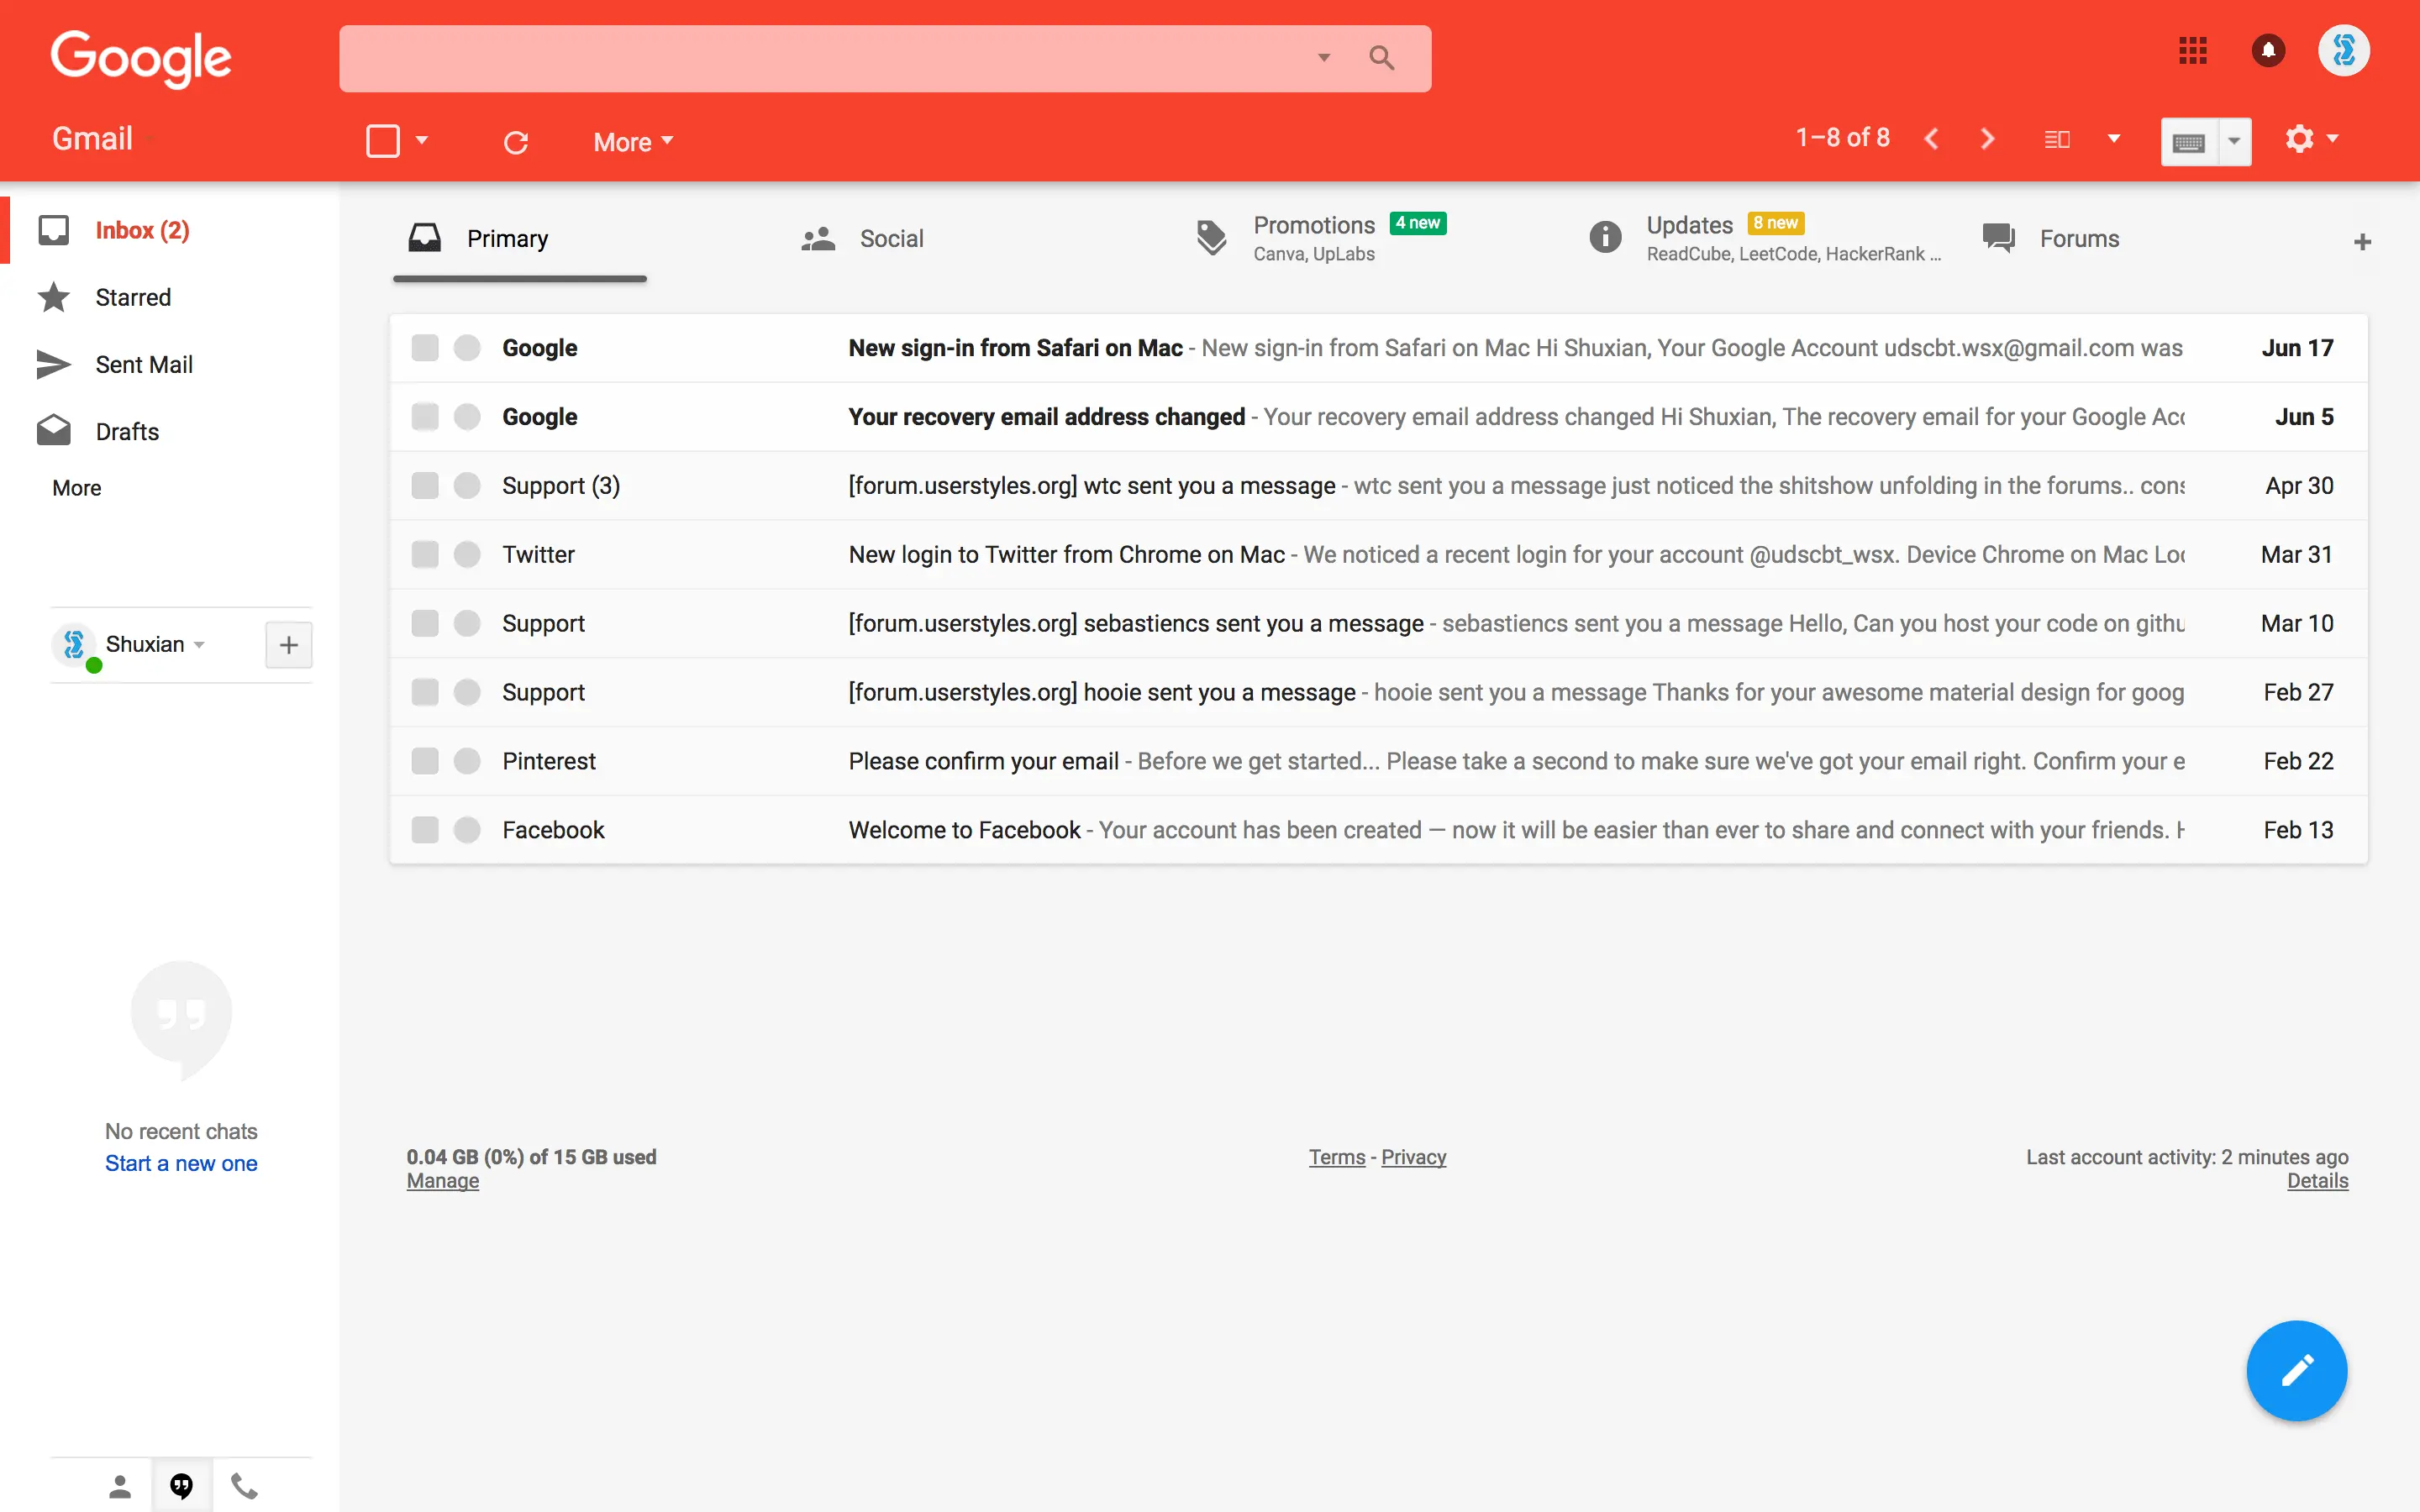 Google
Gmail
More
1–8 of 8
Inbox (2)
Starred
Sent Mail
Drafts
More
Shuxian
No recent chats
Start a new one
Primary
Social
Promotions 4 new
Canva, UpLabs
Updates 8 new
ReadCube, LeetCode, HackerRank ...
Forums
Google New sign-in from Safari on Mac - New sign-in from Safari on Mac Hi Shuxian, Your Google Account udscbt.wsx@gmail.com was Jun 17
Google Your recovery email address changed - Your recovery email address changed Hi Shuxian, The recovery email for your Google Acc Jun 5
Support (3) [forum.userstyles.org] wtc sent you a message - wtc sent you a message just noticed the shitshow unfolding in the forums.. cons Apr 30
Twitter New login to Twitter from Chrome on Mac - We noticed a recent login for your account @udscbt_wsx. Device Chrome on Mac Loc Mar 31
Support [forum.userstyles.org] sebastiencs sent you a message - sebastiencs sent you a message Hello, Can you host your code on githu Mar 10
Support [forum.userstyles.org] hooie sent you a message - hooie sent you a message Thanks for your awesome material design for goog Feb 27
Pinterest Please confirm your email - Before we get started... Please take a second to make sure we've got your email right. Confirm your e Feb 22
Facebook Welcome to Facebook - Your account has been created — now it will be easier than ever to share and connect with your friends. Feb 13
0.04 GB (0%) of 15 GB used
Manage
Terms - Privacy
Last account activity: 2 minutes ago
Details